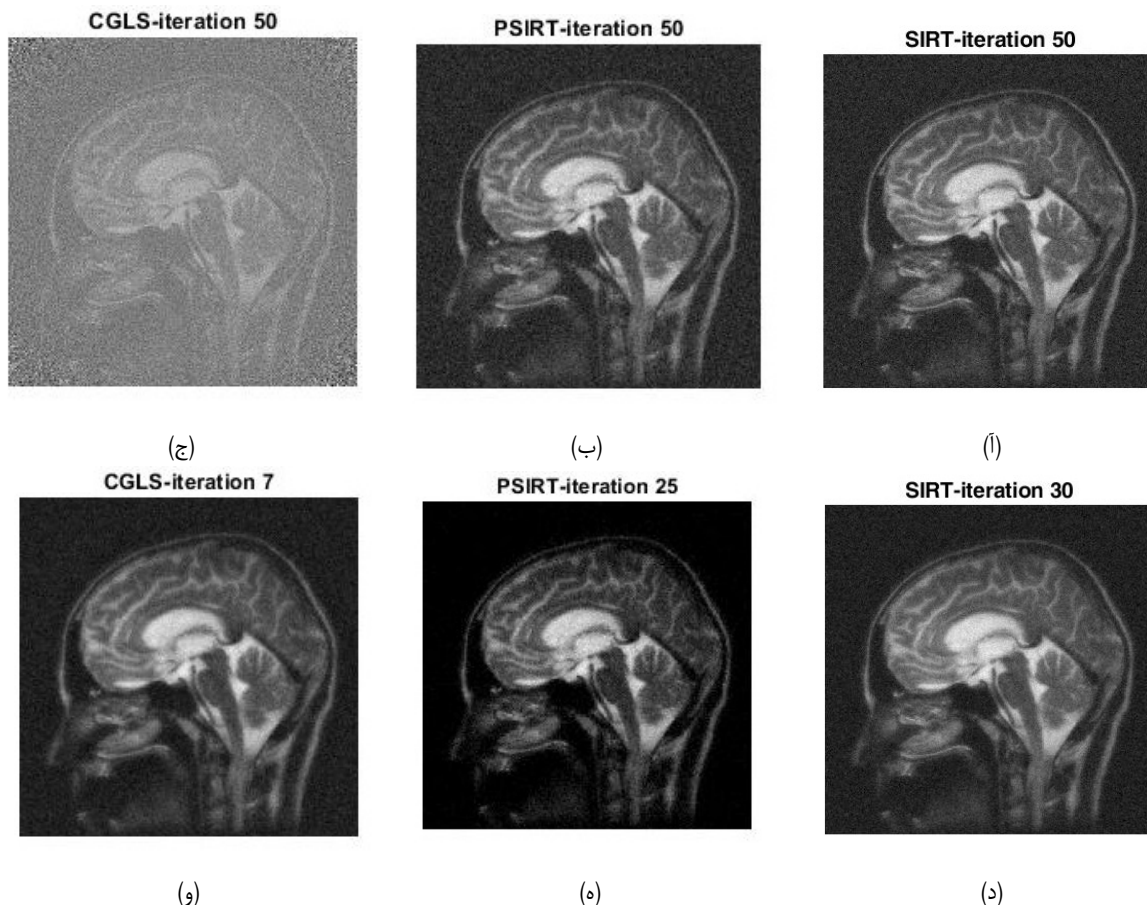 CGLS-iteration 50
PSIRT-iteration 50
SIRT-iteration 50
(ج)
(ب)
(آ)
CGLS-iteration 7
PSIRT-iteration 25
SIRT-iteration 30
(و)
(ه)
(د)